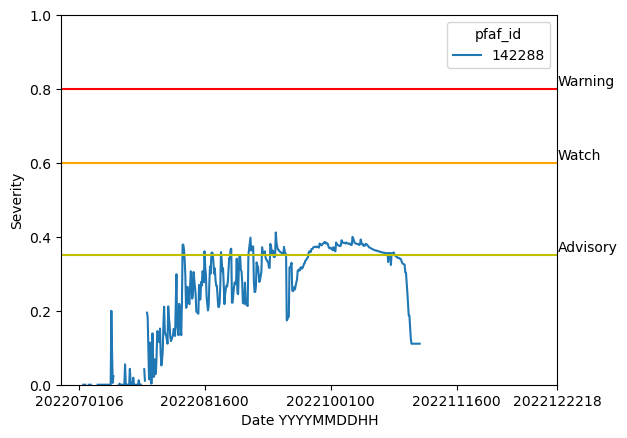 1.0
0.8
0.6
0.4
0.2
0.0
Severity
pfaf_id
142288
Warning
Watch
Advisory
2022070106 2022081600 2022100100 2022111600 2022122218
Date YYYYMMDDHH